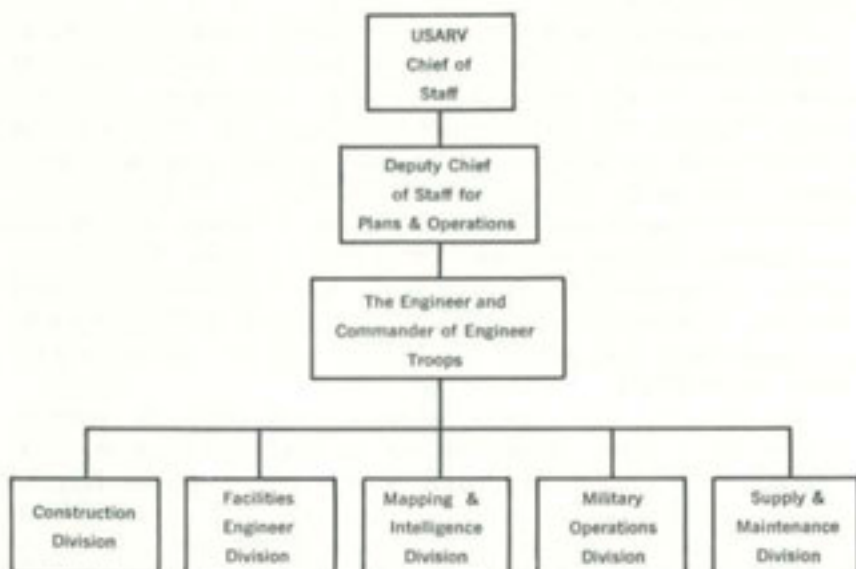 USARV
Chief of
Staff
Deputy Chief
of Staff for
Plans & Operations
The Engineer and
Commander of Engineer
Troops
Construction
Division
Facilities
Engineer
Division
Mapping &
Intelligence
Division
Military
Operations
Division
Supply &
Maintenance
Division